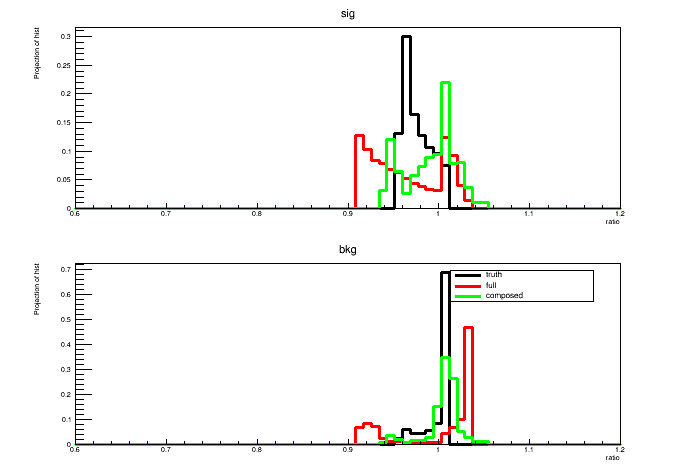 sig
Projection of hist
0.3
0.25
0.2
0.15
0.1
0.05
0
0.6 0.7 0.8 0.9 1 1.1 1.2
ratio
bkg
Projection of hist
0.7
0.6
0.5
0.4
0.3
0.2
0.1
0
truth
full
composed
0.6 0.7 0.8 0.9 1 1.1 1.2
ratio